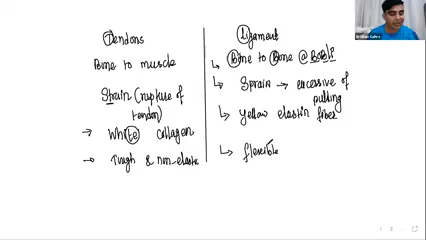 Tendons
Bone to muscle
Strain (rupture of
tendon)
→ White collagen
→ Tough & non-elastic
Ligament
↳ Bone to Bone @ BoBLi
↳ Sprain → excessive of
pulling
↳ Yellow elastin fiber
↳ flexible